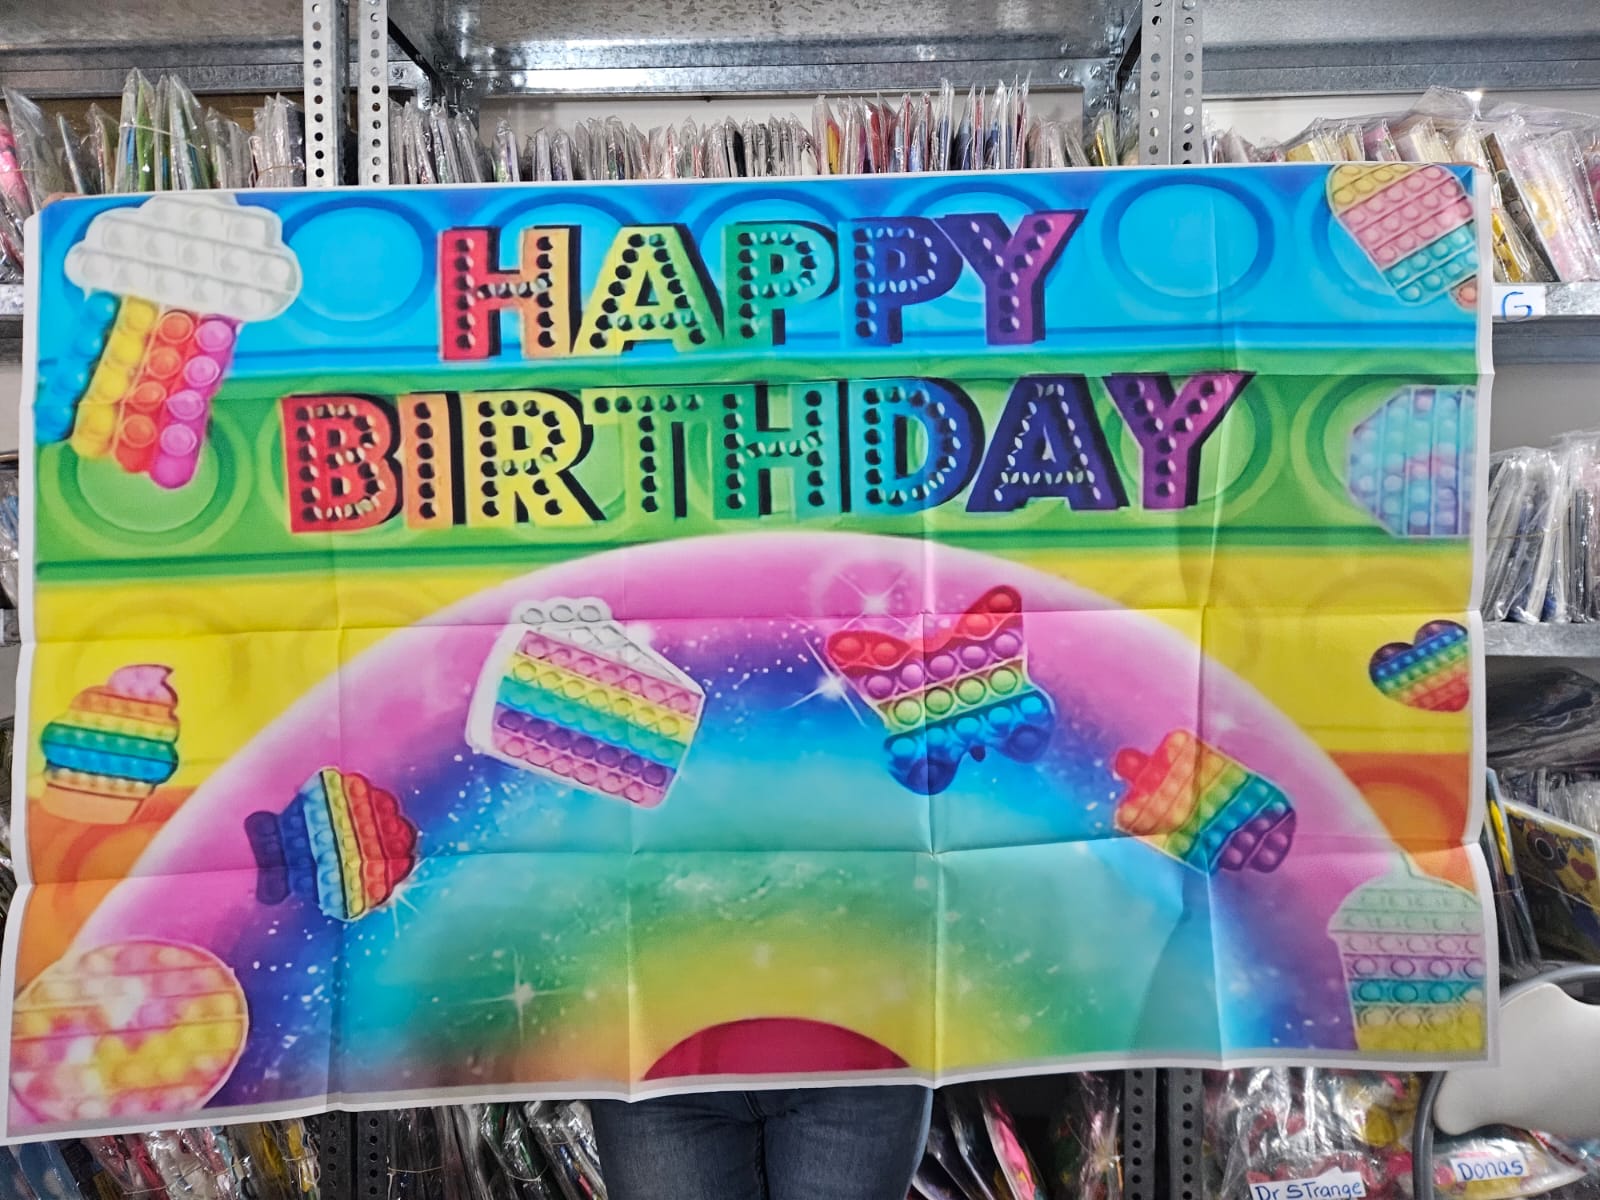 HAPPY
BIRTHDAY
G
Donas
Dr STrange